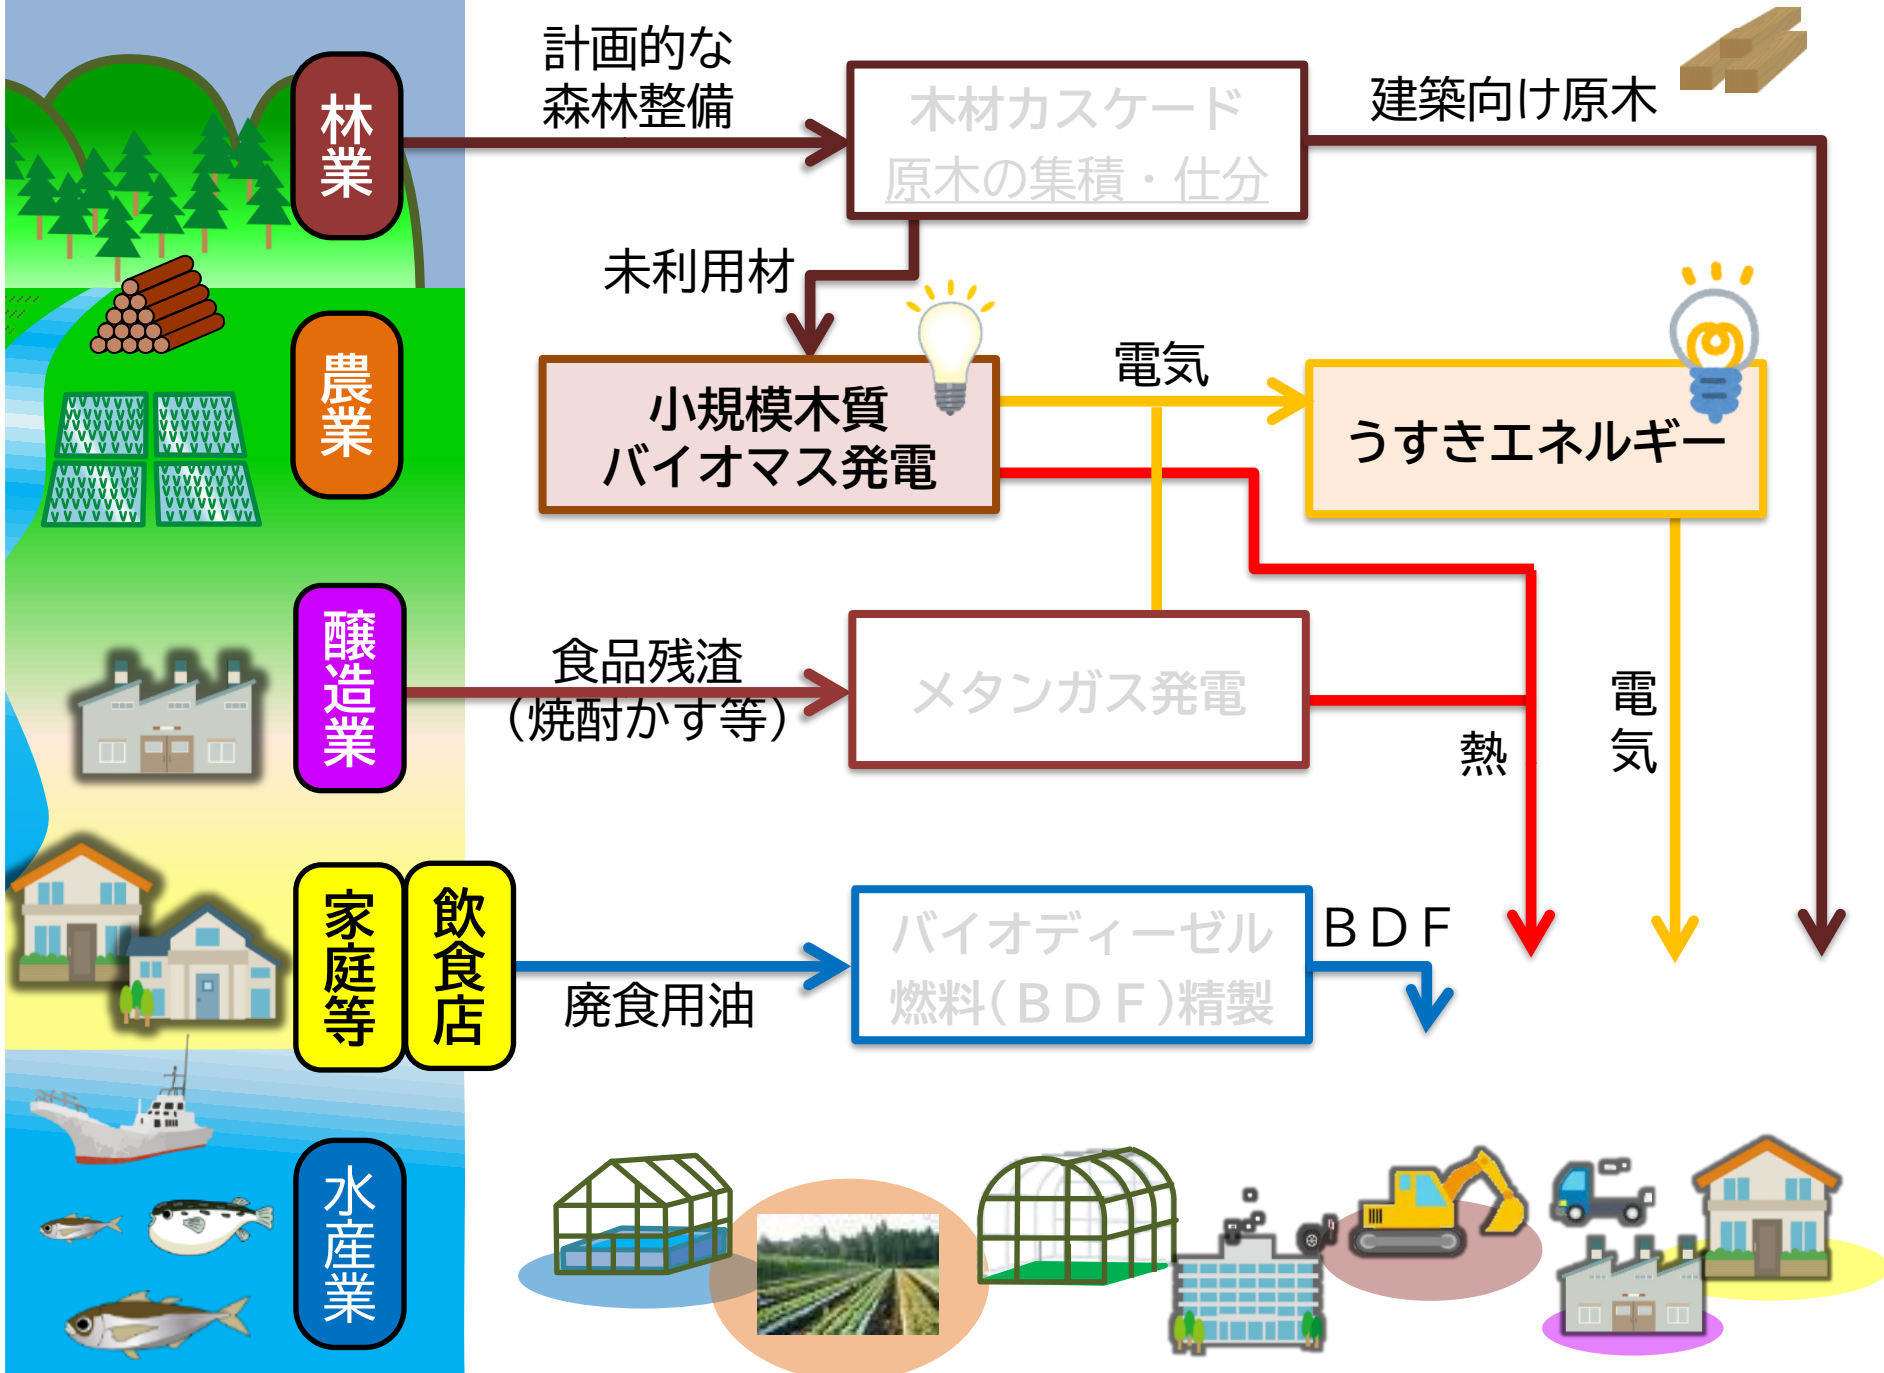 計画的な
森林整備
木材カスケード
原木の集積・仕分
建築向け原木
林業
未利用材
農業
小規模木質
バイオマス発電
電気
うすきエネルギー
醸造業
食品残渣
（焼酎かす等）
メタンガス発電
熱
電気
家庭等
飲食店
廃食用油
バイオディーゼル
燃料（ＢＤＦ）精製
ＢＤＦ
水産業